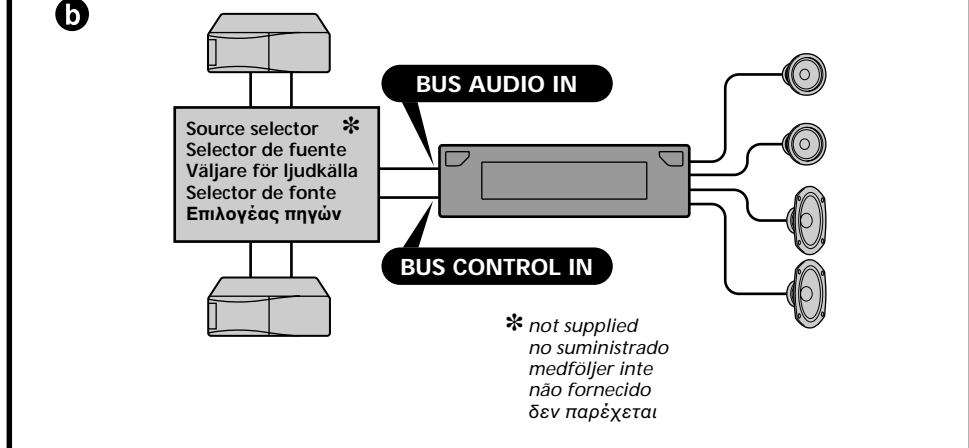 b
BUS AUDIO IN
Source selector *
Selector de fuente
Väljare för ljudkälla
Selector de fonte
Επιλογέας πηγών
BUS CONTROL IN
* not supplied
no suministrado
medföljer inte
não fornecido
δεν παρέχεται